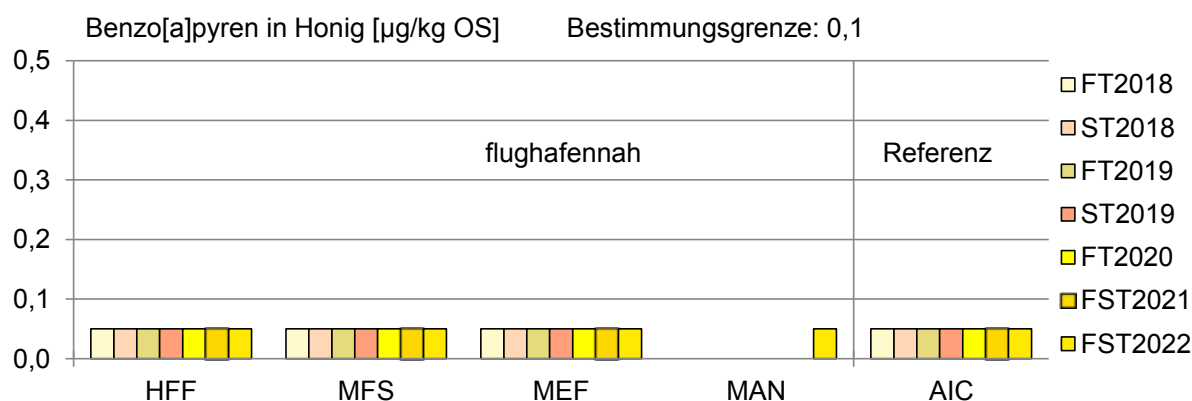 Benzo[a]pyren in Honig [µg/kg OS] Bestimmungsgrenze: 0,1
0,5
0,4
0,3
0,2
0,1
0,0
flughafennah
Referenz
HFF
MFS
MEF
MAN
AIC
FT2018
ST2018
FT2019
ST2019
FT2020
FST2021
FST2022